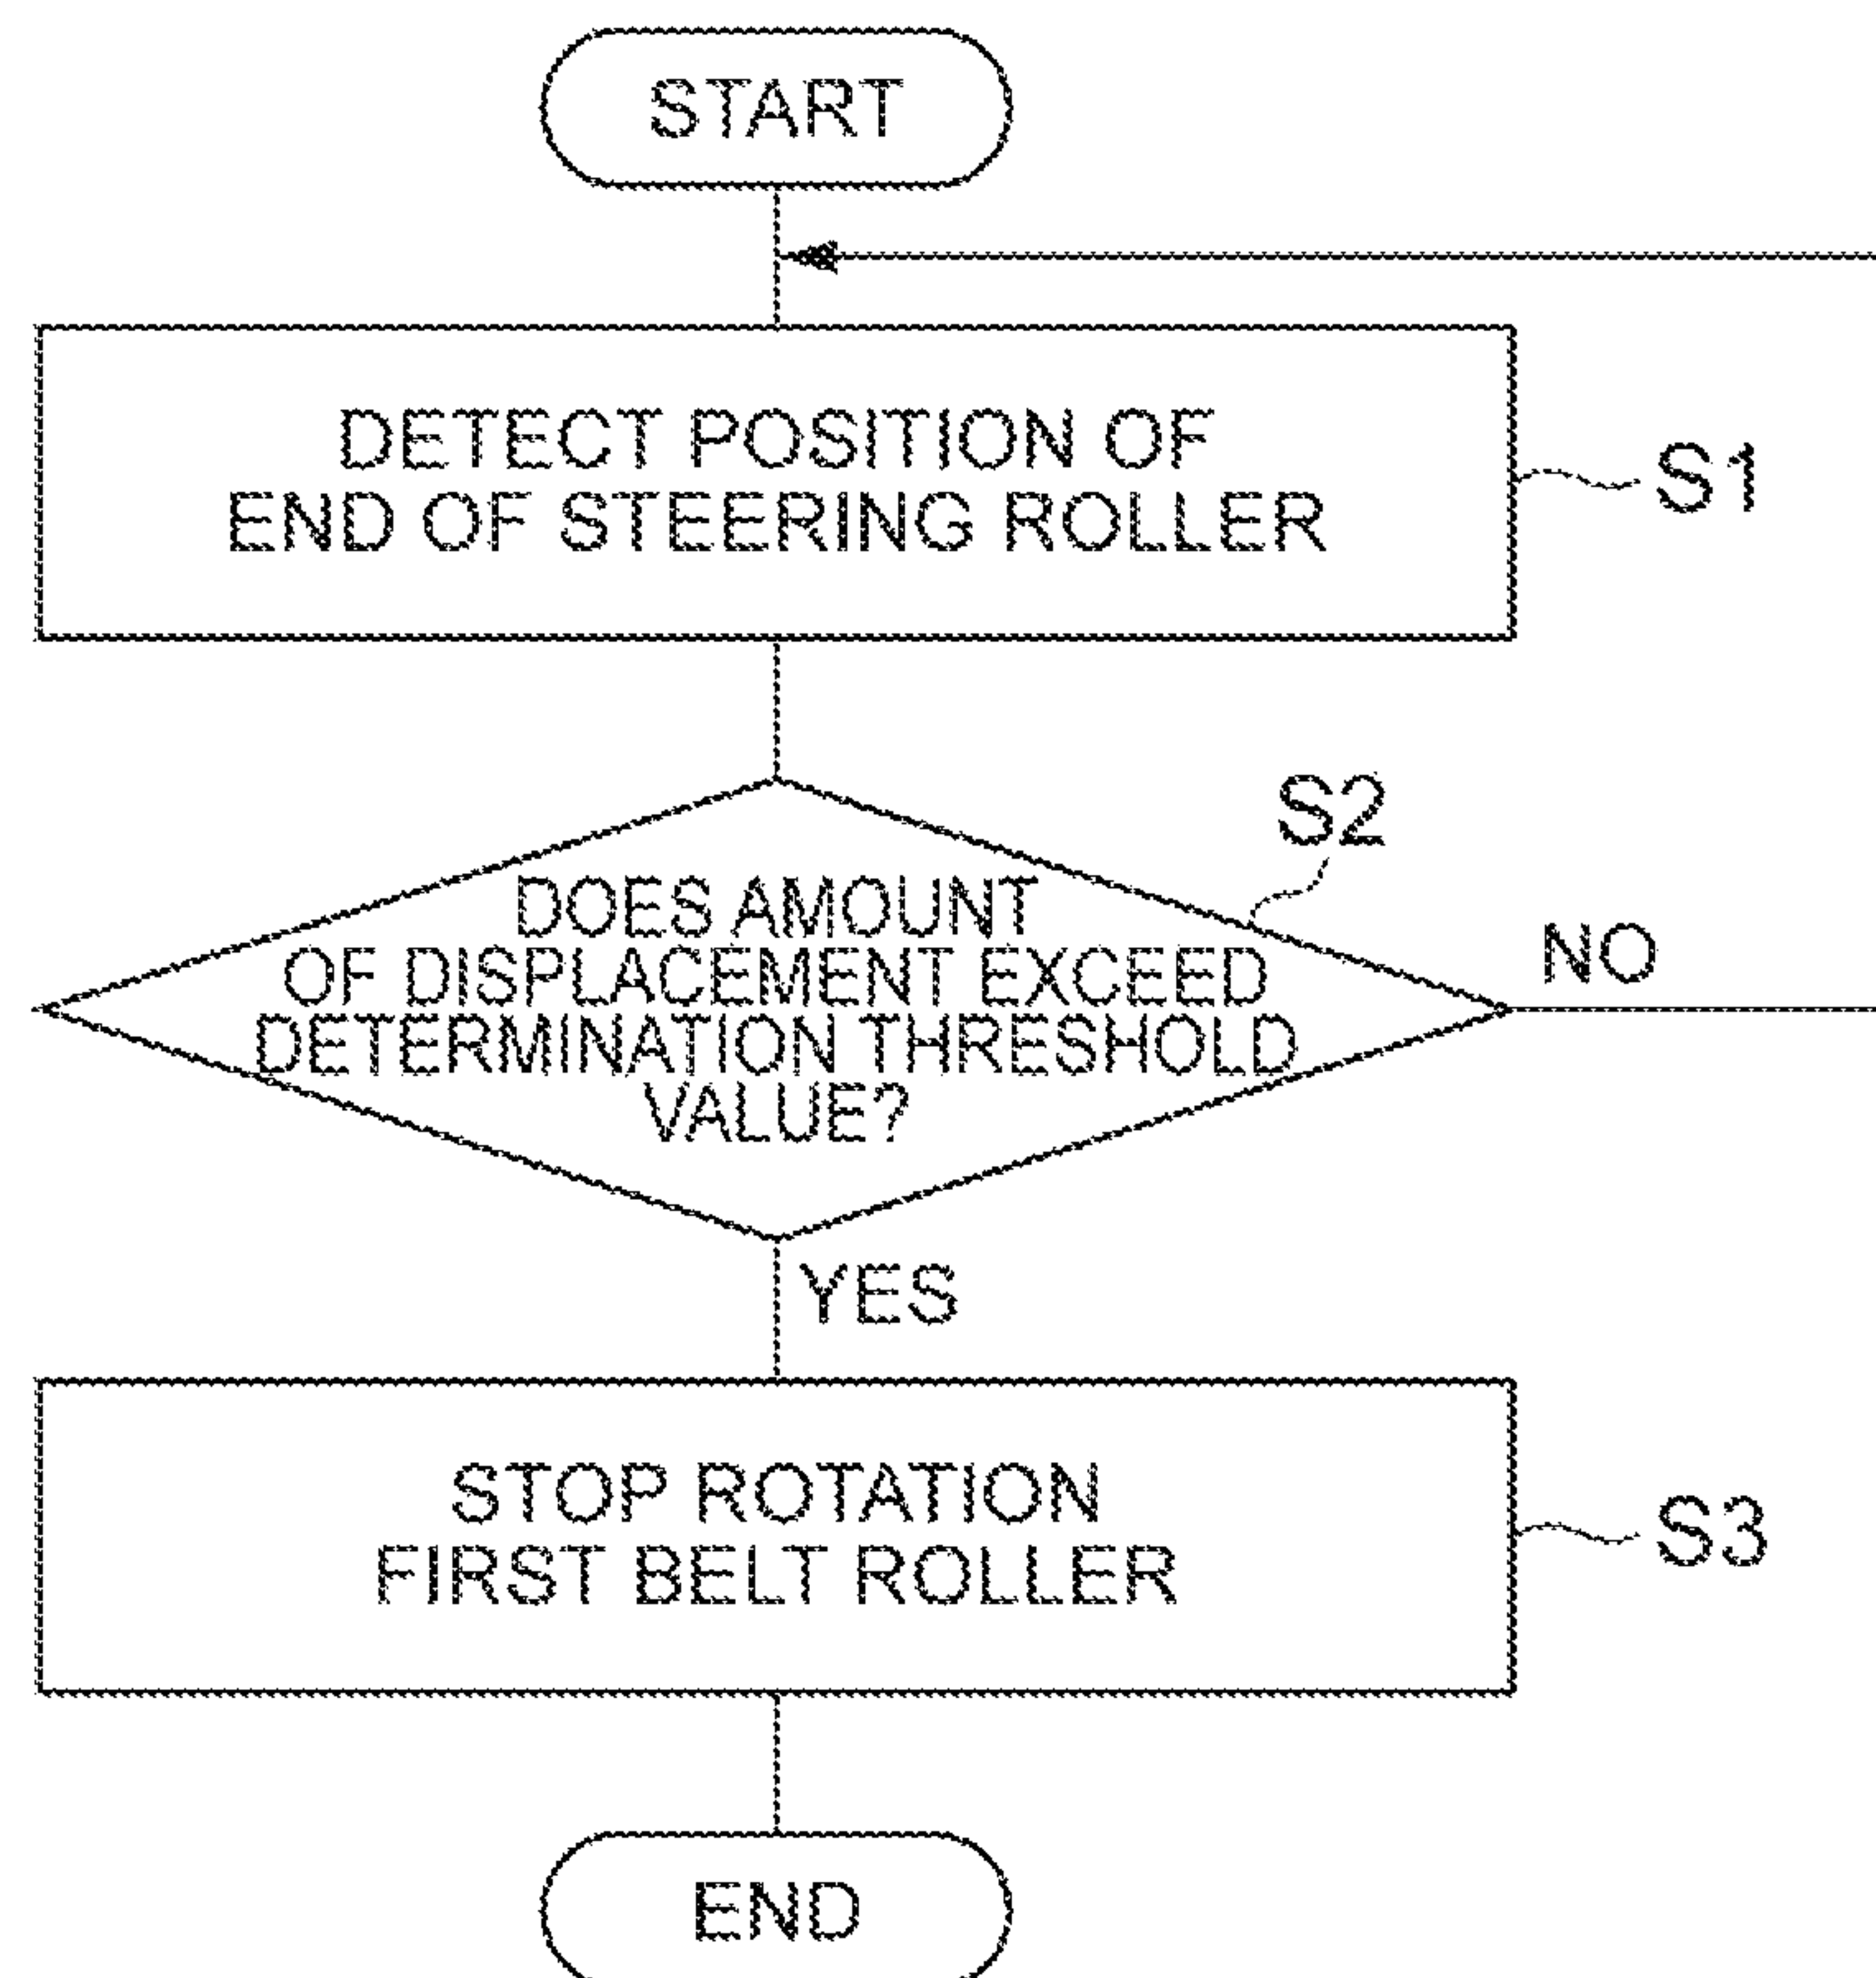 START
DETECT POSITION OF
END OF STEERING ROLLER
S1
S2
DOES AMOUNT
OF DISPLACEMENT EXCEED
DETERMINATION THRESHOLD
VALUE?
NO
YES
STOP ROTATION
FIRST BELT ROLLER
S3
END